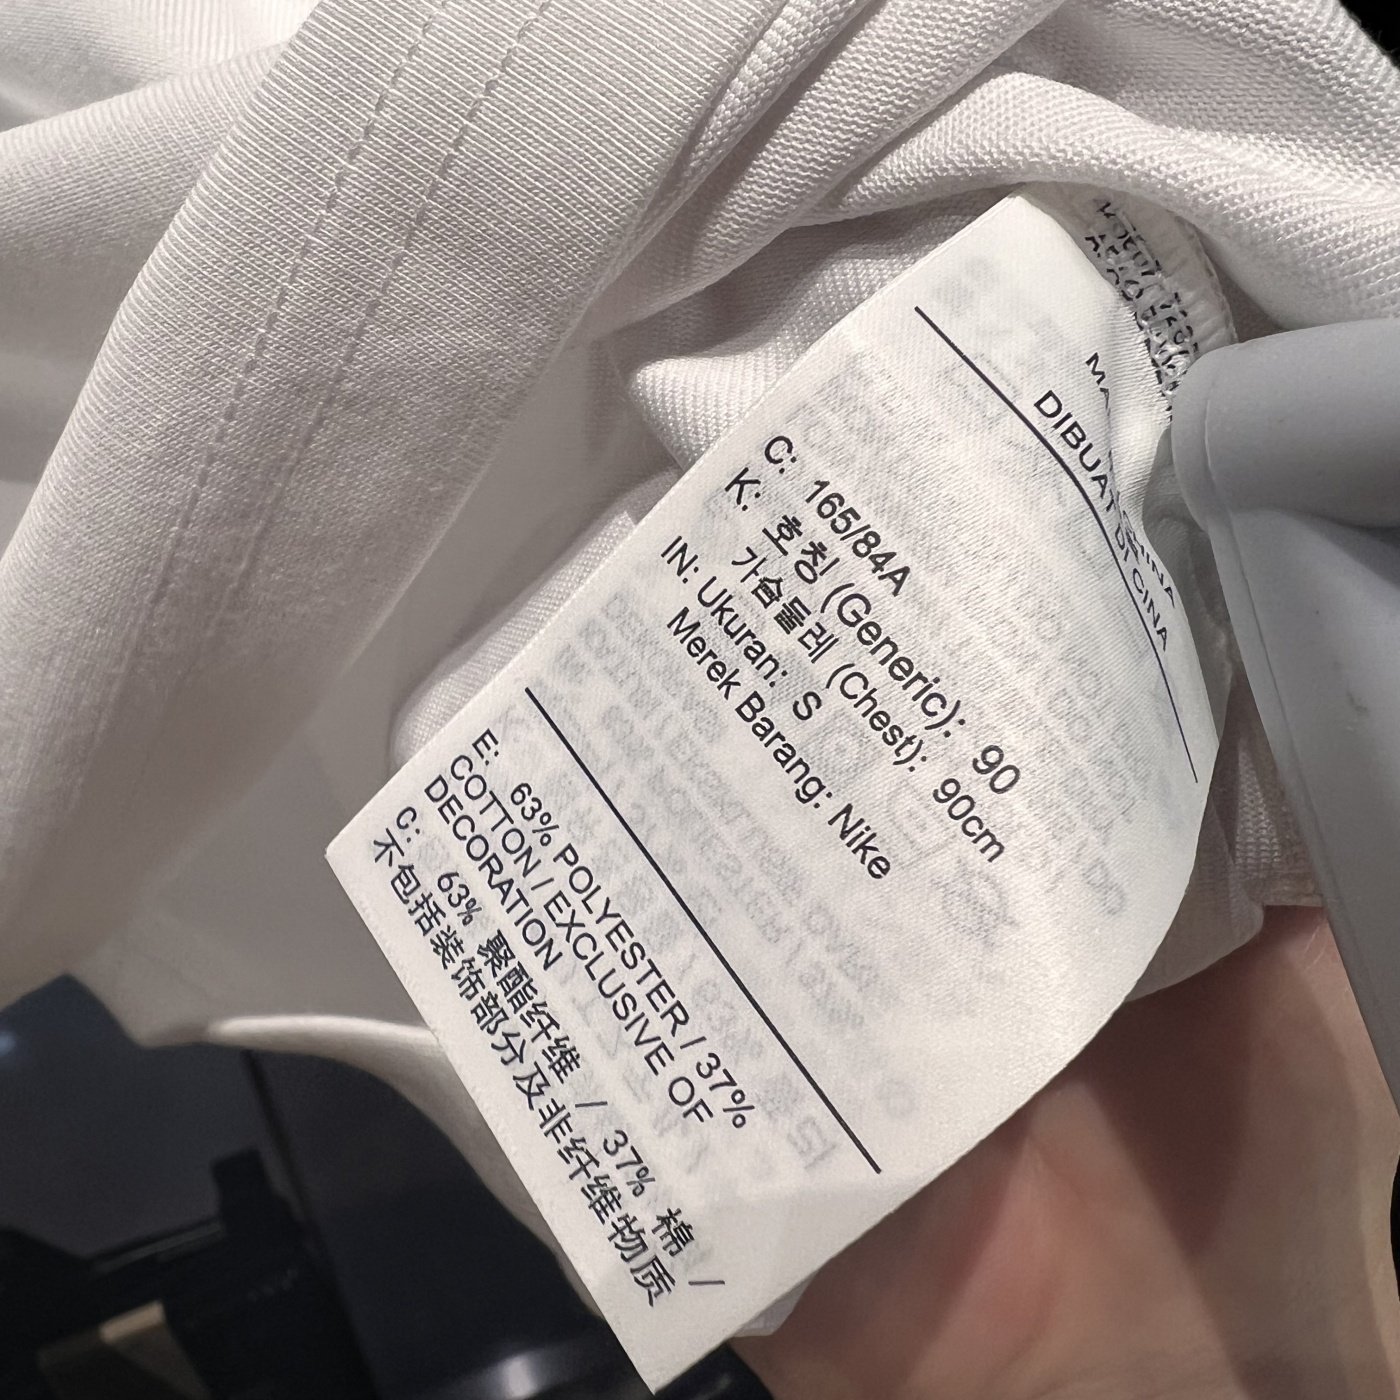 DIBUAT DI CINA
C: 165/84A
K: 호칭 (Generic): 90
가슴둘레 (Chest): 90cm
IN: Ukuran: S
Merek Barang: Nike
E: 63% POLYESTER / 37%
COTTON / EXCLUSIVE OF
DECORATION
C: 63% 聚酯纤维 / 37% 棉 /
不包括装饰部分及非纤维物质